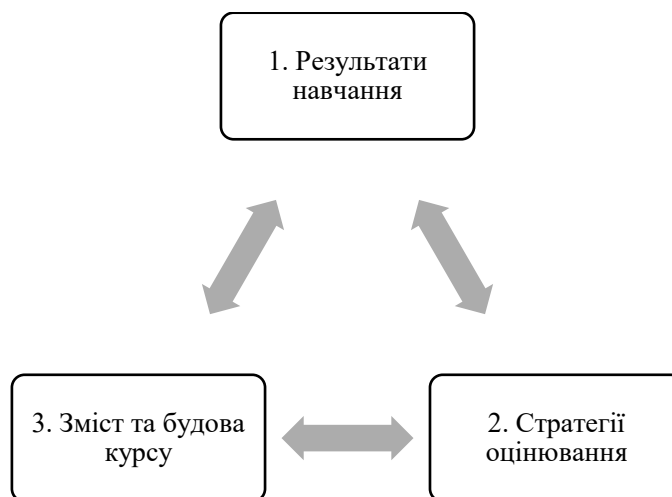 1. Результати
навчання
3. Зміст та будова
курсу
2. Стратегії
оцінювання